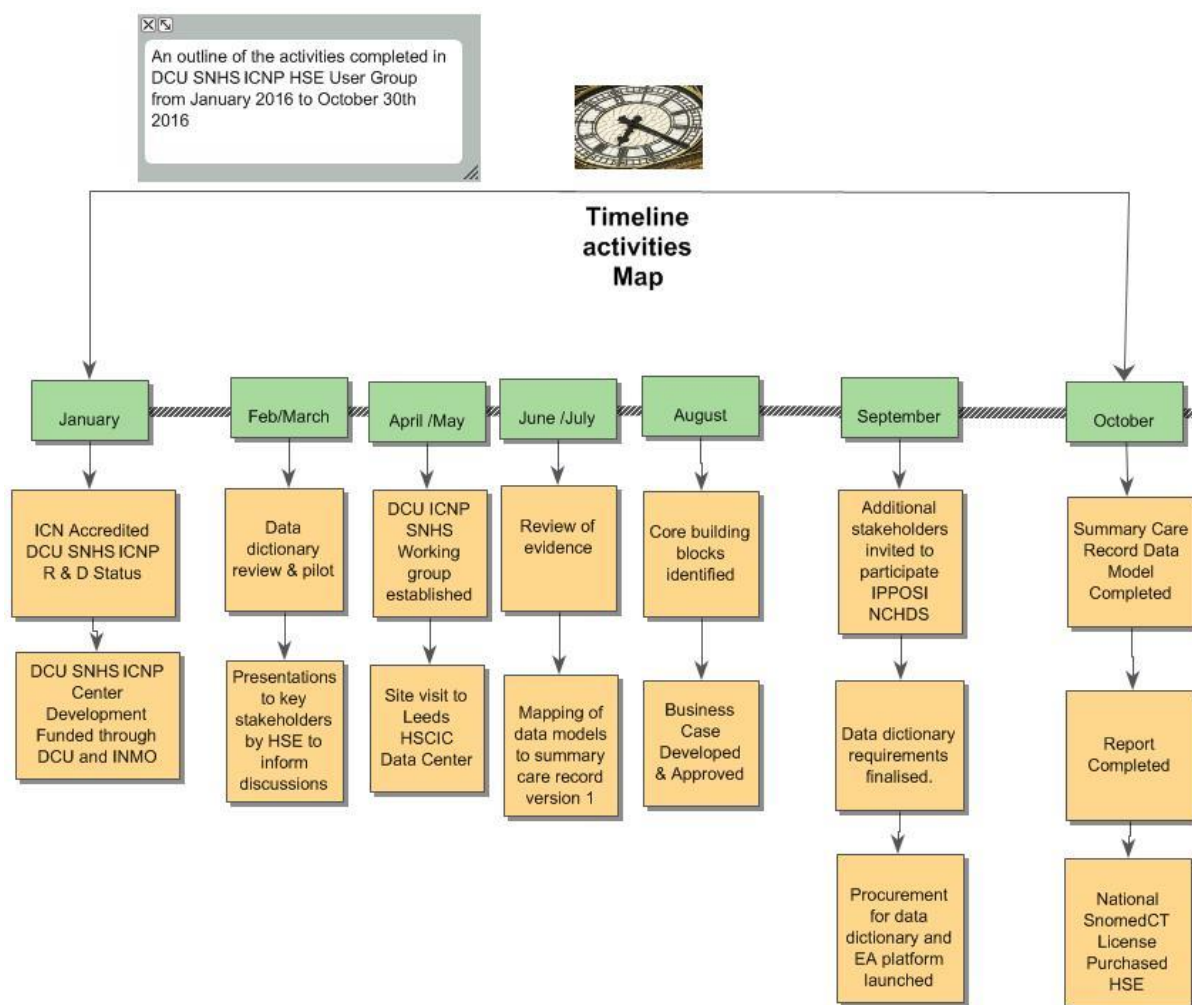 An outline of the activities completed in
DCU SNHS ICNP HSE User Group
from January 2016 to October 30th
2016
Timeline
activities
Map
January
Feb/March
April /May
June /July
August
September
October
ICN Accredited
DCU SNHS ICNP
R & D Status
Data
dictionary
review & pilot
DCU ICNP
SNHS
Working
group
established
Review of
evidence
Core building
blocks
identified
Additional
stakeholders
invited to
participate
IPPOSI
NCHDS
Summary Care
Record Data
Model
Completed
DCU SNHS ICNP
Center
Development
Funded through
DCU and INMO
Presentations
to key
stakeholders
by HSE to
inform
discussions
Site visit to
Leeds
HSCIC
Data Center
Mapping of
data models
to summary
care record
version 1
Business
Case
Developed
& Approved
Data dictionary
requirements
finalised.
Report
Completed
Procurement
for data
dictionary and
EA platform
launched
National
SnomedCT
License
Purchased
HSE